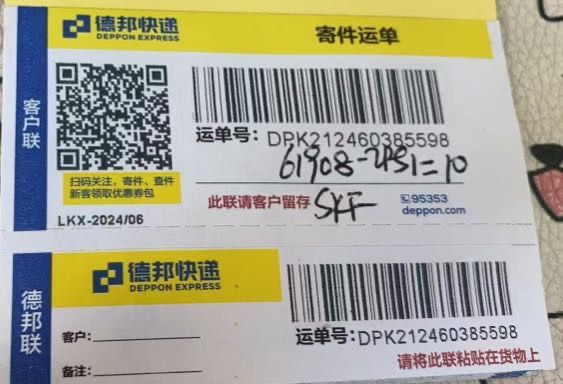 德邦快递
DEPPON EXPRESS
寄件运单
客户联
运单号: DPK212460385598
61908-2RS1=10
扫码关注，寄件、查件
新客领取优惠券包
此联请客户留存
SKF
95353
deppon.com
LKX-2024/06
德邦快递
DEPPON EXPRESS
德邦联
运单号: DPK212460385598
客户:
备注:
请将此联粘贴在货物上